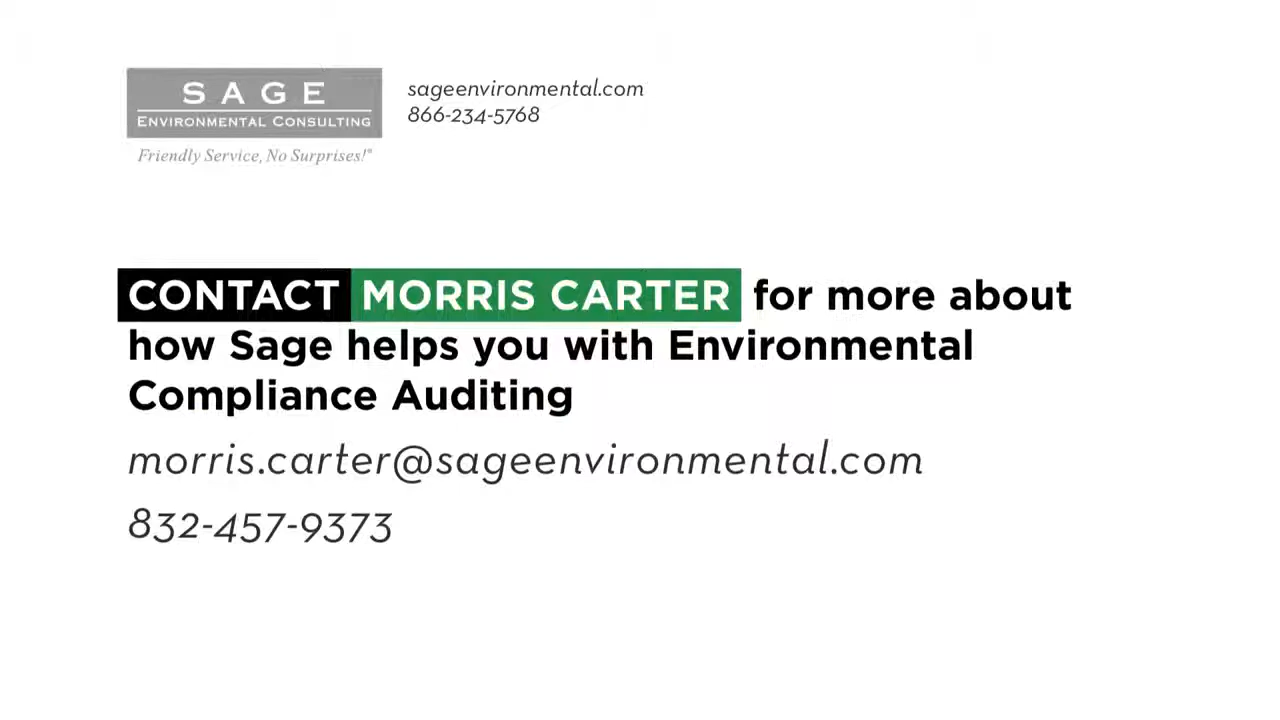 SAGE
ENVIRONMENTAL CONSULTING
Friendly Service, No Surprises!®
sageenvironmental.com
866-234-5768
CONTACT MORRIS CARTER for more about
how Sage helps you with Environmental
Compliance Auditing
morris.carter@sageenvironmental.com
832-457-9373